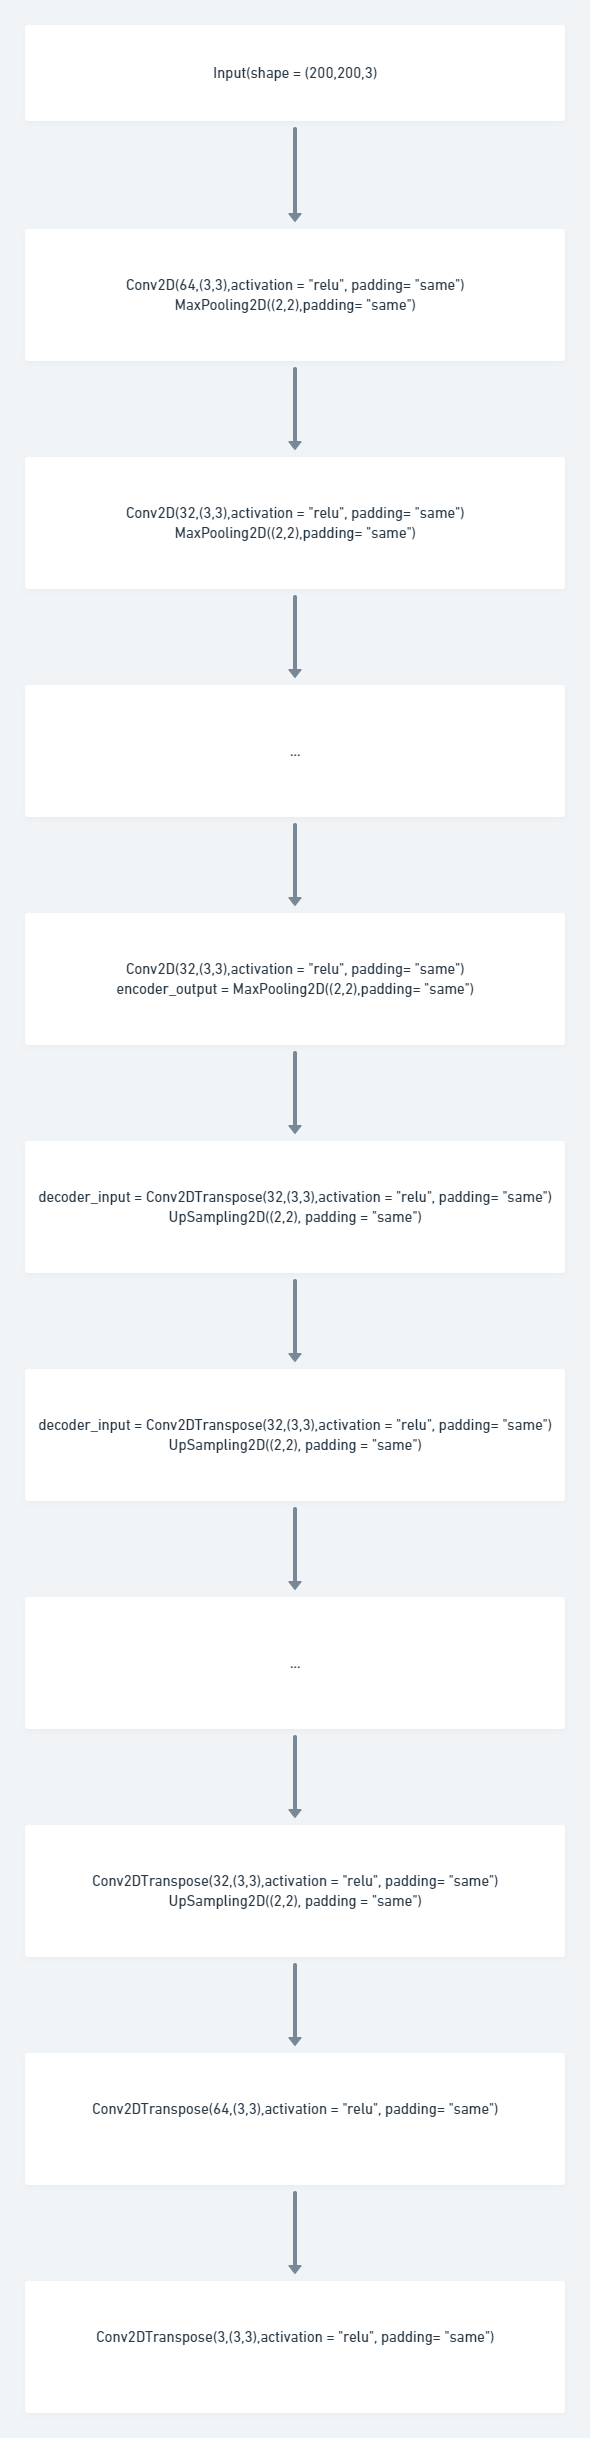 Input(shape = (200,200,3)
Conv2D(64,(3,3),activation = "relu", padding= "same")
MaxPooling2D((2,2),padding= "same")
Conv2D(32,(3,3),activation = "relu", padding= "same")
MaxPooling2D((2,2),padding= "same")
...
Conv2D(32,(3,3),activation = "relu", padding= "same")
encoder_output = MaxPooling2D((2,2),padding= "same")
decoder_input = Conv2DTranspose(32,(3,3),activation = "relu", padding= "same")
UpSampling2D((2,2), padding = "same")
decoder_input = Conv2DTranspose(32,(3,3),activation = "relu", padding= "same")
UpSampling2D((2,2), padding = "same")
...
Conv2DTranspose(32,(3,3),activation = "relu", padding= "same")
UpSampling2D((2,2), padding = "same")
Conv2DTranspose(64,(3,3),activation = "relu", padding= "same")
Conv2DTranspose(3,(3,3),activation = "relu", padding= "same")